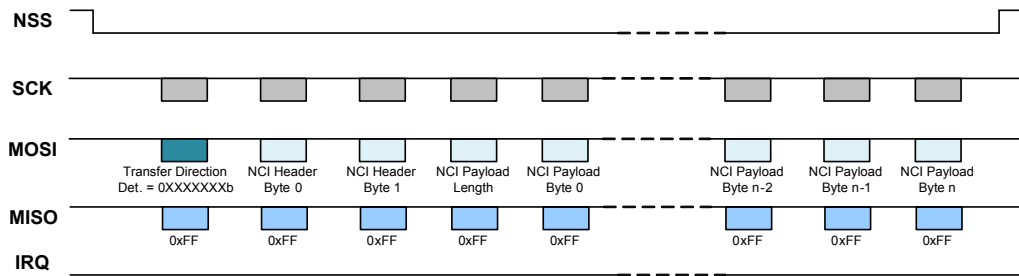 NSS
SCK
MOSI
Transfer Direction NCI Header NCI Header NCI Payload NCI Payload NCI Payload NCI Payload NCI Payload
Det. = 0XXXXXXXb Byte 0 Byte 1 Length Byte 0 Byte n-2 Byte n-1 Byte n
MISO
0xFF 0xFF 0xFF 0xFF 0xFF 0xFF 0xFF 0xFF
IRQ